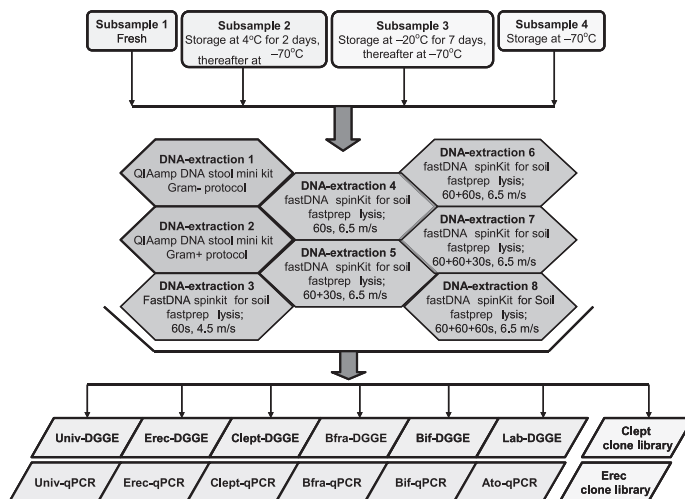 Subsample 1
Fresh
Subsample 2
Storage at 4°C for 2 days,
thereafter at –70°C
Subsample 3
Storage at –20°C for 7 days,
thereafter at –70°C
Subsample 4
Storage at –70°C
DNA-extraction 1
QIAamp DNA stool mini kit
Gram- protocol
DNA-extraction 2
QIAamp DNA stool mini kit
Gram+ protocol
DNA-extraction 3
FastDNA spinkit for soil
fastprep lysis;
60s, 4.5 m/s
DNA-extraction 4
fastDNA spinKit for soil
fastprep lysis;
60s, 6.5 m/s
DNA-extraction 5
fastDNA spinKit for soil
fastprep lysis;
60+30s, 6.5 m/s
DNA-extraction 6
fastDNA spinKit for soil
fastprep lysis;
60+60s, 6.5 m/s
DNA-extraction 7
fastDNA spinKit for soil
fastprep lysis;
60+60+30s, 6.5 m/s
DNA-extraction 8
fastDNA spinKit for Soil
fastprep lysis;
60+60+60s, 6.5 m/s
Univ-DGGE
Erec-DGGE
Clept-DGGE
Bfra-DGGE
Bif-DGGE
Lab-DGGE
Clept
clone library
Univ-qPCR
Erec-qPCR
Clept-qPCR
Bfra-qPCR
Bif-qPCR
Ato-qPCR
Erec
clone library